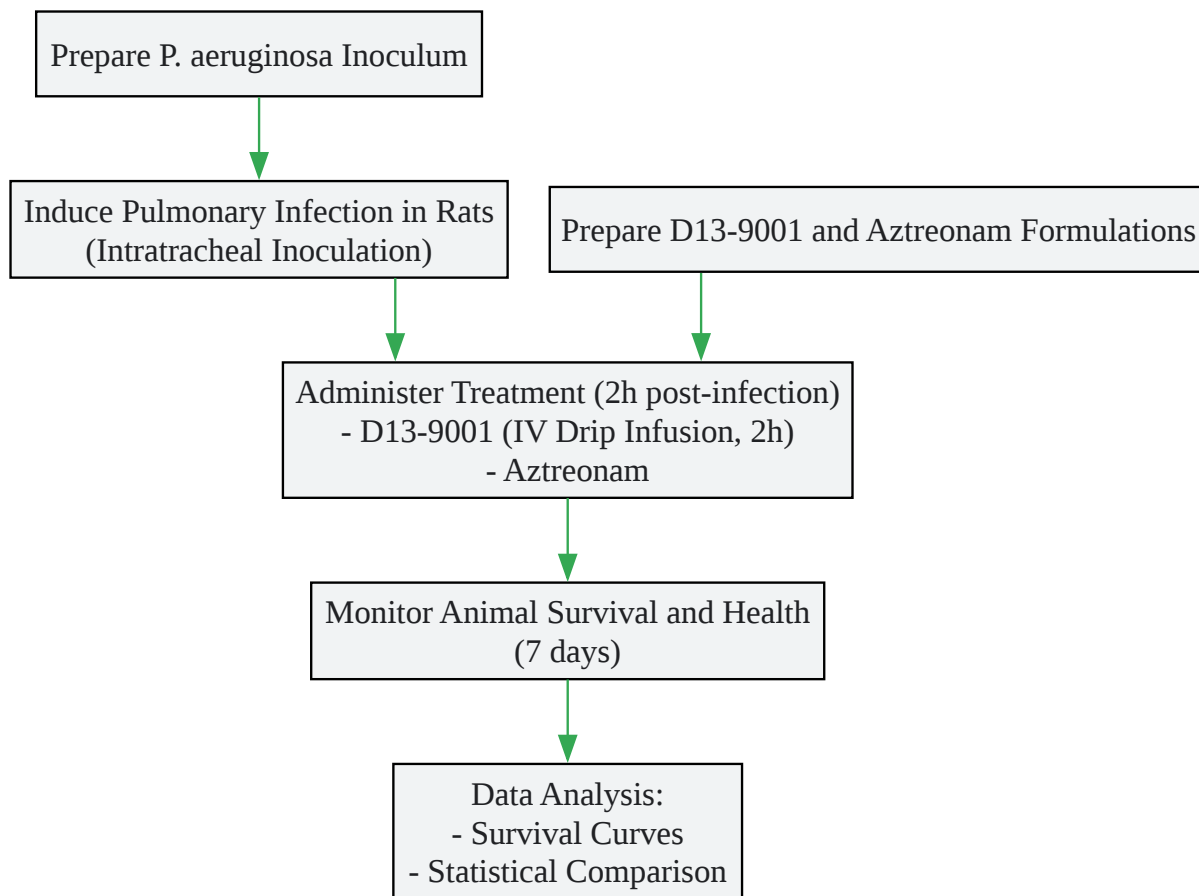 Prepare P. aeruginosa Inoculum
Induce Pulmonary Infection in Rats
(Intratracheal Inoculation)
Prepare D13-9001 and Aztreonam Formulations
Administer Treatment (2h post-infection)
- D13-9001 (IV Drip Infusion, 2h)
- Aztreonam
Monitor Animal Survival and Health
(7 days)
Data Analysis:
- Survival Curves
- Statistical Comparison